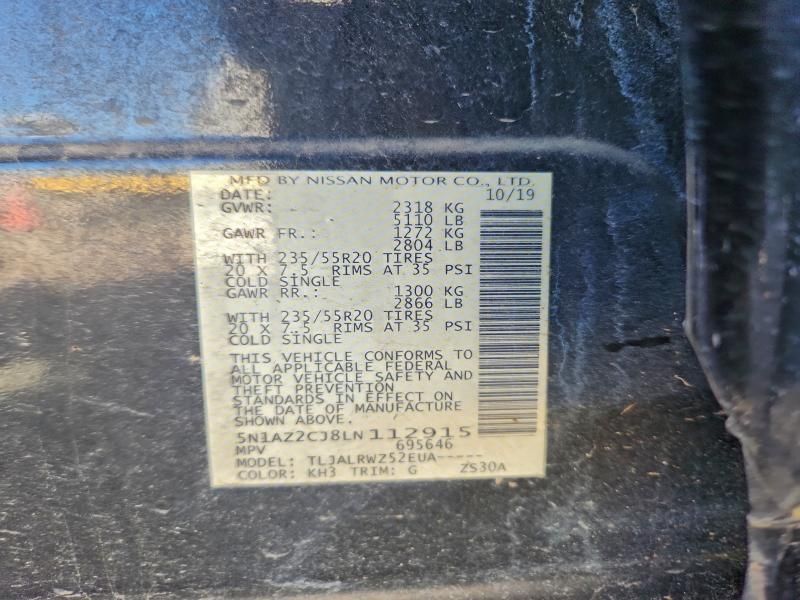 MFD BY NISSAN MOTOR CO., LTD.
DATE: 10/19
GVWR: 2318 KG
5110 LB
GAWR FR.: 1272 KG
2804 LB
WITH 235/55R20 TIRES
20 X 7.5 RIMS AT 35 PSI
COLD SINGLE
GAWR RR.: 1300 KG
2866 LB
WITH 235/55R20 TIRES
20 X 7.5 RIMS AT 35 PSI
COLD SINGLE
THIS VEHICLE CONFORMS TO
ALL APPLICABLE FEDERAL
MOTOR VEHICLE SAFETY AND
THEFT PREVENTION
STANDARDS IN EFFECT ON
THE DATE OF MANUFACTURE
5N1AZ2CJ8LN112915
MPV 695646
MODEL: TLJALRWZ52EUA-----
COLOR: KH3 TRIM: G ZS30A